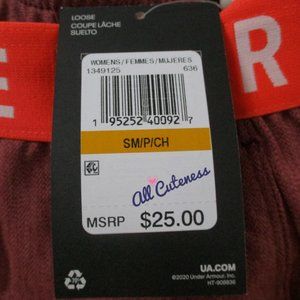 LOOSE
COUPE LÂCHE
SUELTO
WOMENS / FEMMES / MUJERES
1349125 636
E R
1 95252 40092 7
SM/P/CH
All Cuteness
MSRP $25.00
UA.COM
©2020 Under Armour, Inc.
HT-909836